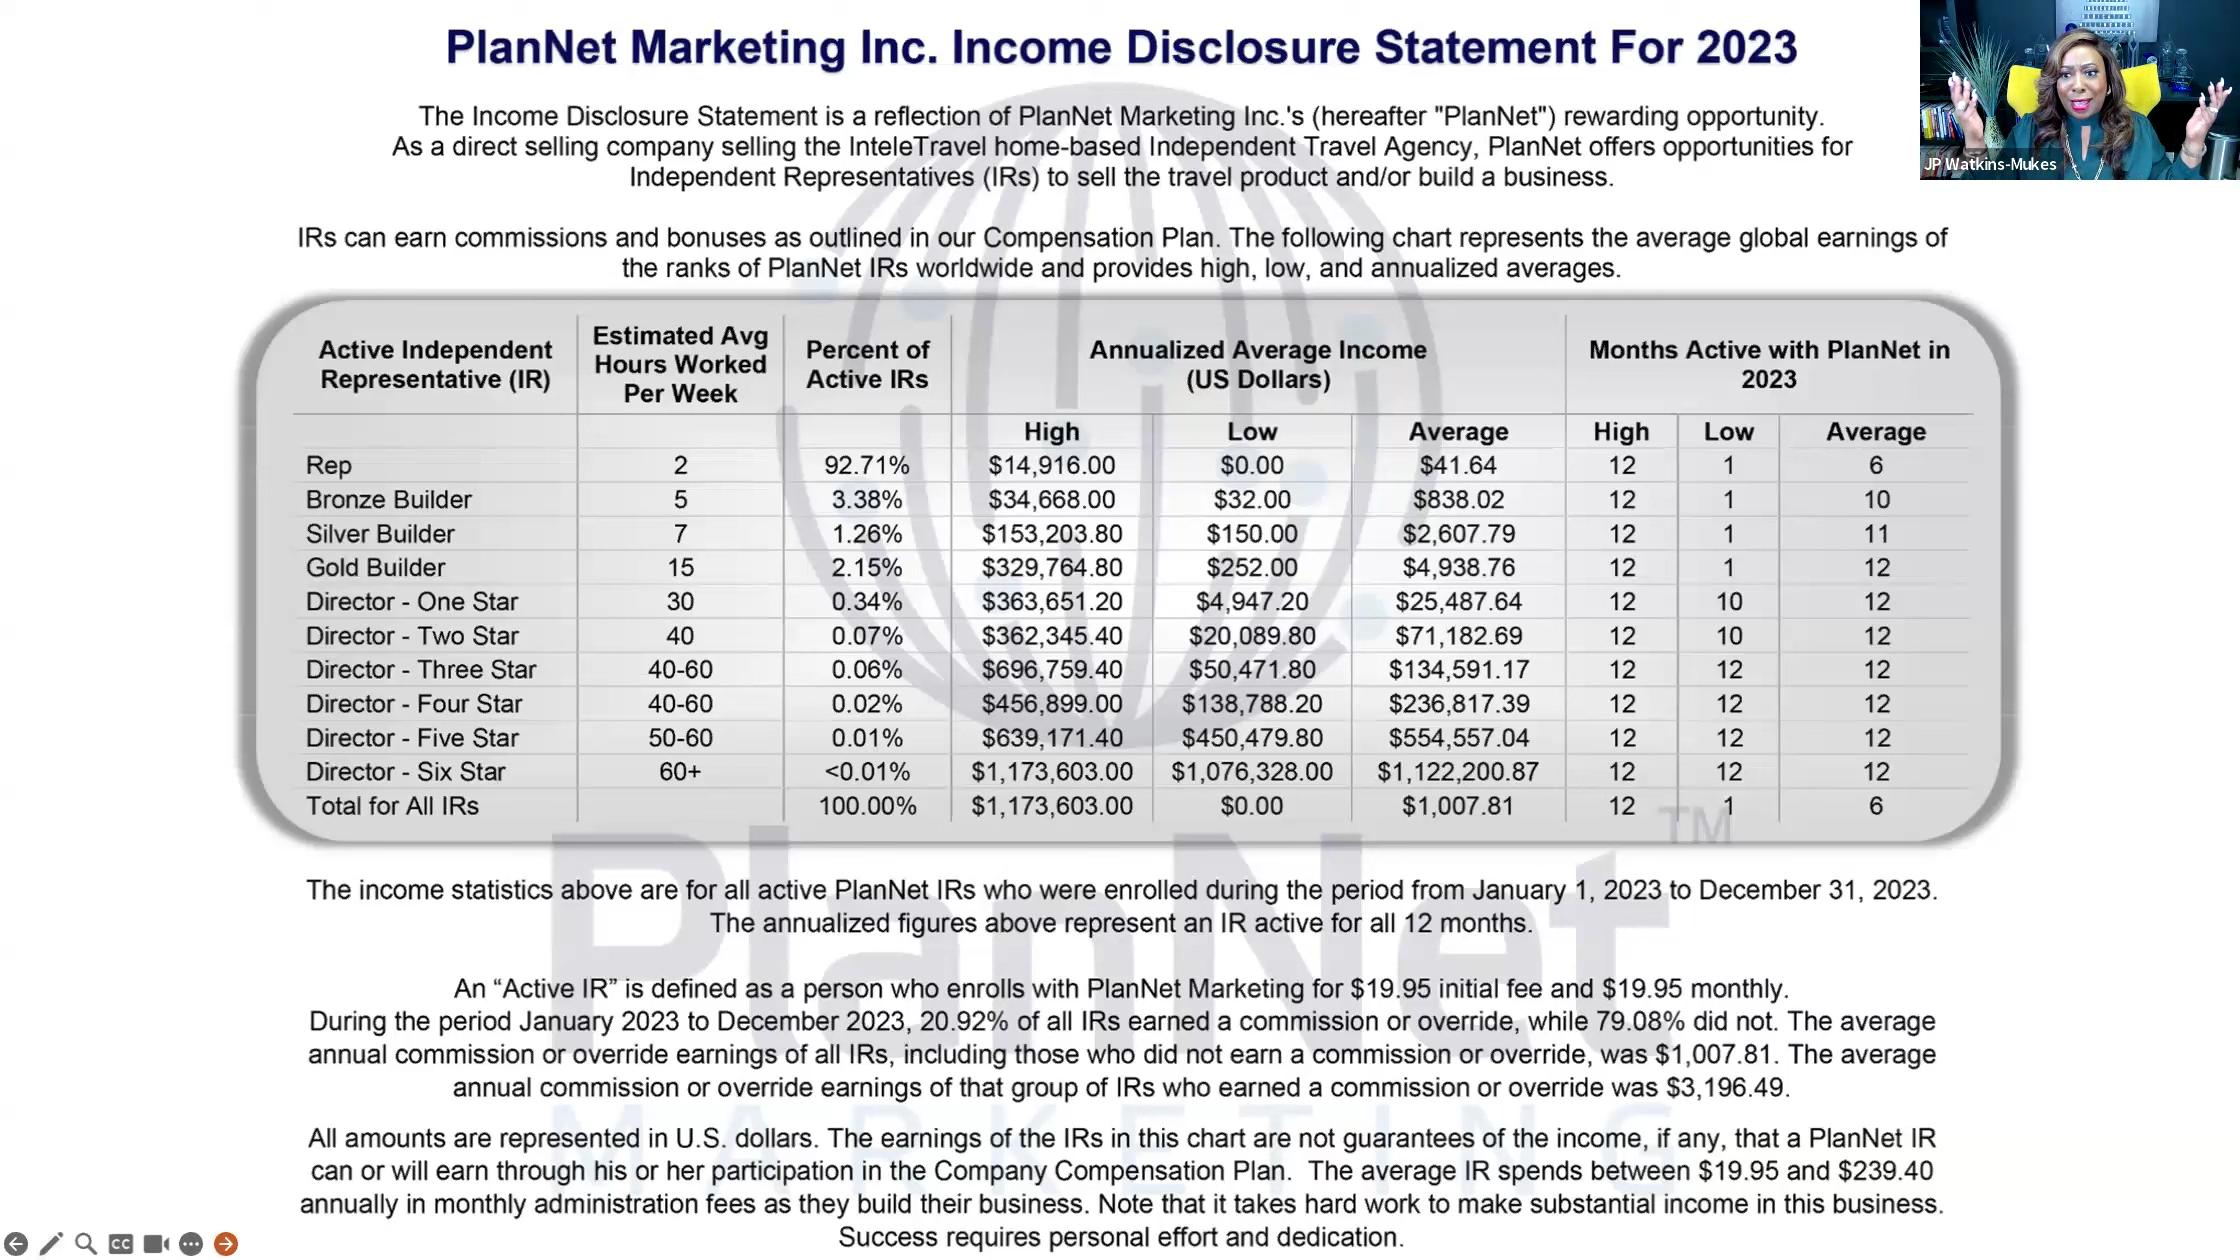 PlanNet Marketing Inc. Income Disclosure Statement For 2023
JP Watkins-Mukes
The Income Disclosure Statement is a reflection of PlanNet Marketing Inc.'s (hereafter "PlanNet") rewarding opportunity.
As a direct selling company selling the InteleTravel home-based Independent Travel Agency, PlanNet offers opportunities for
Independent Representatives (IRs) to sell the travel product and/or build a business.
IRs can earn commissions and bonuses as outlined in our Compensation Plan. The following chart represents the average global earnings of
the ranks of PlanNet IRs worldwide and provides high, low, and annualized averages.
Active Independent Representative (IR) Estimated Avg Hours Worked Per Week Percent of Active IRs Annualized Average Income (US Dollars) Months Active with PlanNet in 2023
High Low Average High Low Average
Rep 2 92.71% $14,916.00 $0.00 $41.64 12 1 6
Bronze Builder 5 3.38% $34,668.00 $32.00 $838.02 12 1 10
Silver Builder 7 1.26% $153,203.80 $150.00 $2,607.79 12 1 11
Gold Builder 15 2.15% $329,764.80 $252.00 $4,938.76 12 1 12
Director - One Star 30 0.34% $363,651.20 $4,947.20 $25,487.64 12 10 12
Director - Two Star 40 0.07% $362,345.40 $20,089.80 $71,182.69 12 10 12
Director - Three Star 40-60 0.06% $696,759.40 $50,471.80 $134,591.17 12 12 12
Director - Four Star 40-60 0.02% $456,899.00 $138,788.20 $236,817.39 12 12 12
Director - Five Star 50-60 0.01% $639,171.40 $450,479.80 $554,557.04 12 12 12
Director - Six Star 60+ <0.01% $1,173,603.00 $1,076,328.00 $1,122,200.87 12 12 12
Total for All IRs 100.00% $1,173,603.00 $0.00 $1,007.81 12 1 6
PlanNet TM
MARKETING
The income statistics above are for all active PlanNet IRs who were enrolled during the period from January 1, 2023 to December 31, 2023.
The annualized figures above represent an IR active for all 12 months.
An “Active IR” is defined as a person who enrolls with PlanNet Marketing for $19.95 initial fee and $19.95 monthly.
During the period January 2023 to December 2023, 20.92% of all IRs earned a commission or override, while 79.08% did not. The average
annual commission or override earnings of all IRs, including those who did not earn a commission or override, was $1,007.81. The average
annual commission or override earnings of that group of IRs who earned a commission or override was $3,196.49.
All amounts are represented in U.S. dollars. The earnings of the IRs in this chart are not guarantees of the income, if any, that a PlanNet IR
can or will earn through his or her participation in the Company Compensation Plan. The average IR spends between $19.95 and $239.40
annually in monthly administration fees as they build their business. Note that it takes hard work to make substantial income in this business.
Success requires personal effort and dedication.
CC